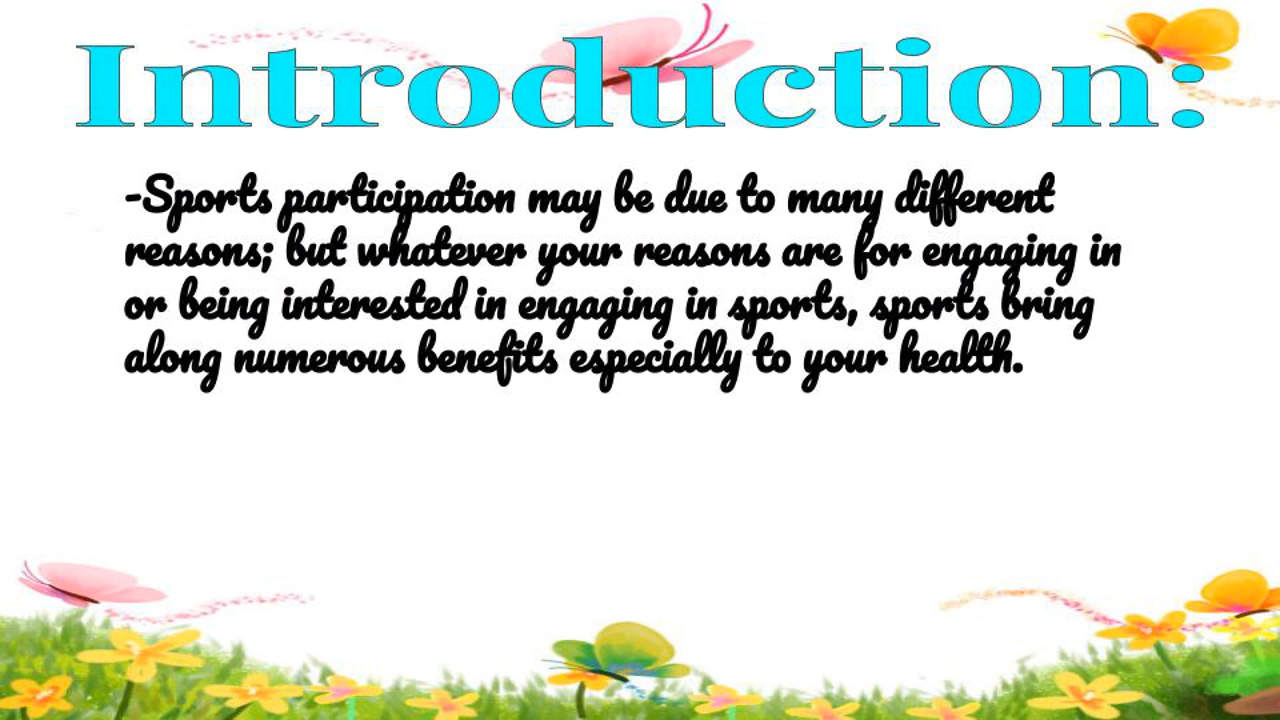 Introduction:
-Sports participation may be due to many different
reasons; but whatever your reasons are for engaging in
or being interested in engaging in sports, sports bring
along numerous benefits especially to your health.